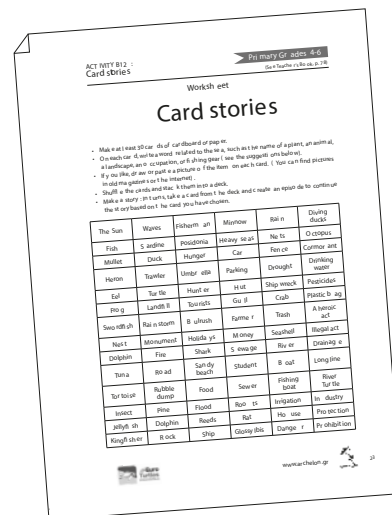 ACTIVITY B12 :
Card stories
Primary Grades 4-6
(See Teacher's Book, p. 78)
Worksheet
Card stories
• Make at least 30 cards of cardboard or paper.
• On each card, write a word related to the sea, such as the name of a plant, an animal,
a landscape, an occupation, or fishing gear (see the suggestions below).
• If you like, draw or paste a picture of the item on each card. (You can find pictures
in old magazines or the internet).
• Shuffle the cards and stack them into a deck.
• Make a story: in turns, take a card from the deck and create an episode to continue
the story based on the card you have chosen.
The Sun Waves Fisherman Minnow Rain Diving ducks
Fish Sardine Posidonia Heavy seas Nets Octopus
Mullet Duck Hunger Car Fence Cormorant
Heron Trawler Umbrella Parking Drought Drinking water
Eel Turtle Hunter Hut Shipwreck Pesticides
Frog Landfill Tourists Gull Crab Plastic bag
Swordfish Rainstorm Bulrush Farmer Trash A heroic act
Nest Monument Holidays Money Seashell Illegal act
Dolphin Fire Shark Sewage River Drainage
Tuna Road Sandy beach Student Boat Longline
Tortoise Rubble dump Food Sewer Fishing boat River Turtle
Insect Pine Flood Roots Irrigation Industry
Jellyfish Dolphin Reeds Rat House Protection
Kingfisher Rock Ship Glossy Ibis Danger Prohibition
www.archelon.gr